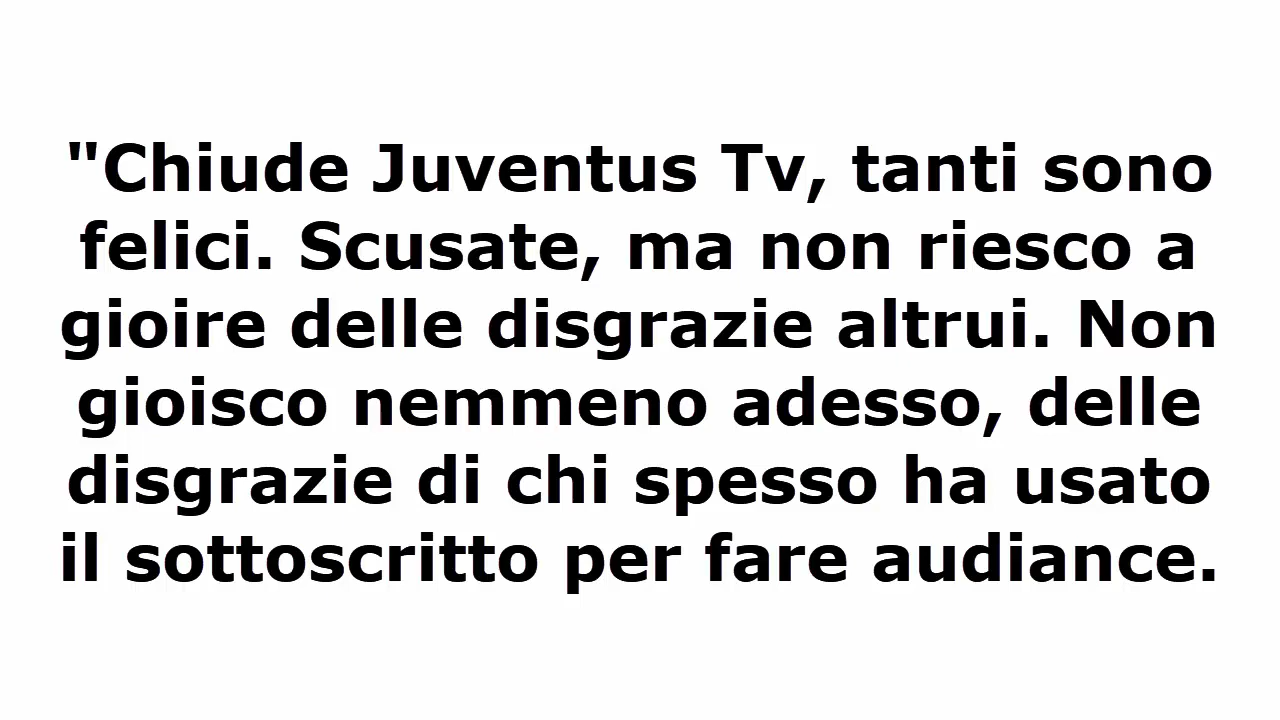 "Chiude Juventus Tv, tanti sono
felici. Scusate, ma non riesco a
gioire delle disgrazie altrui. Non
gioisco nemmeno adesso, delle
disgrazie di chi spesso ha usato
il sottoscritto per fare audiance.